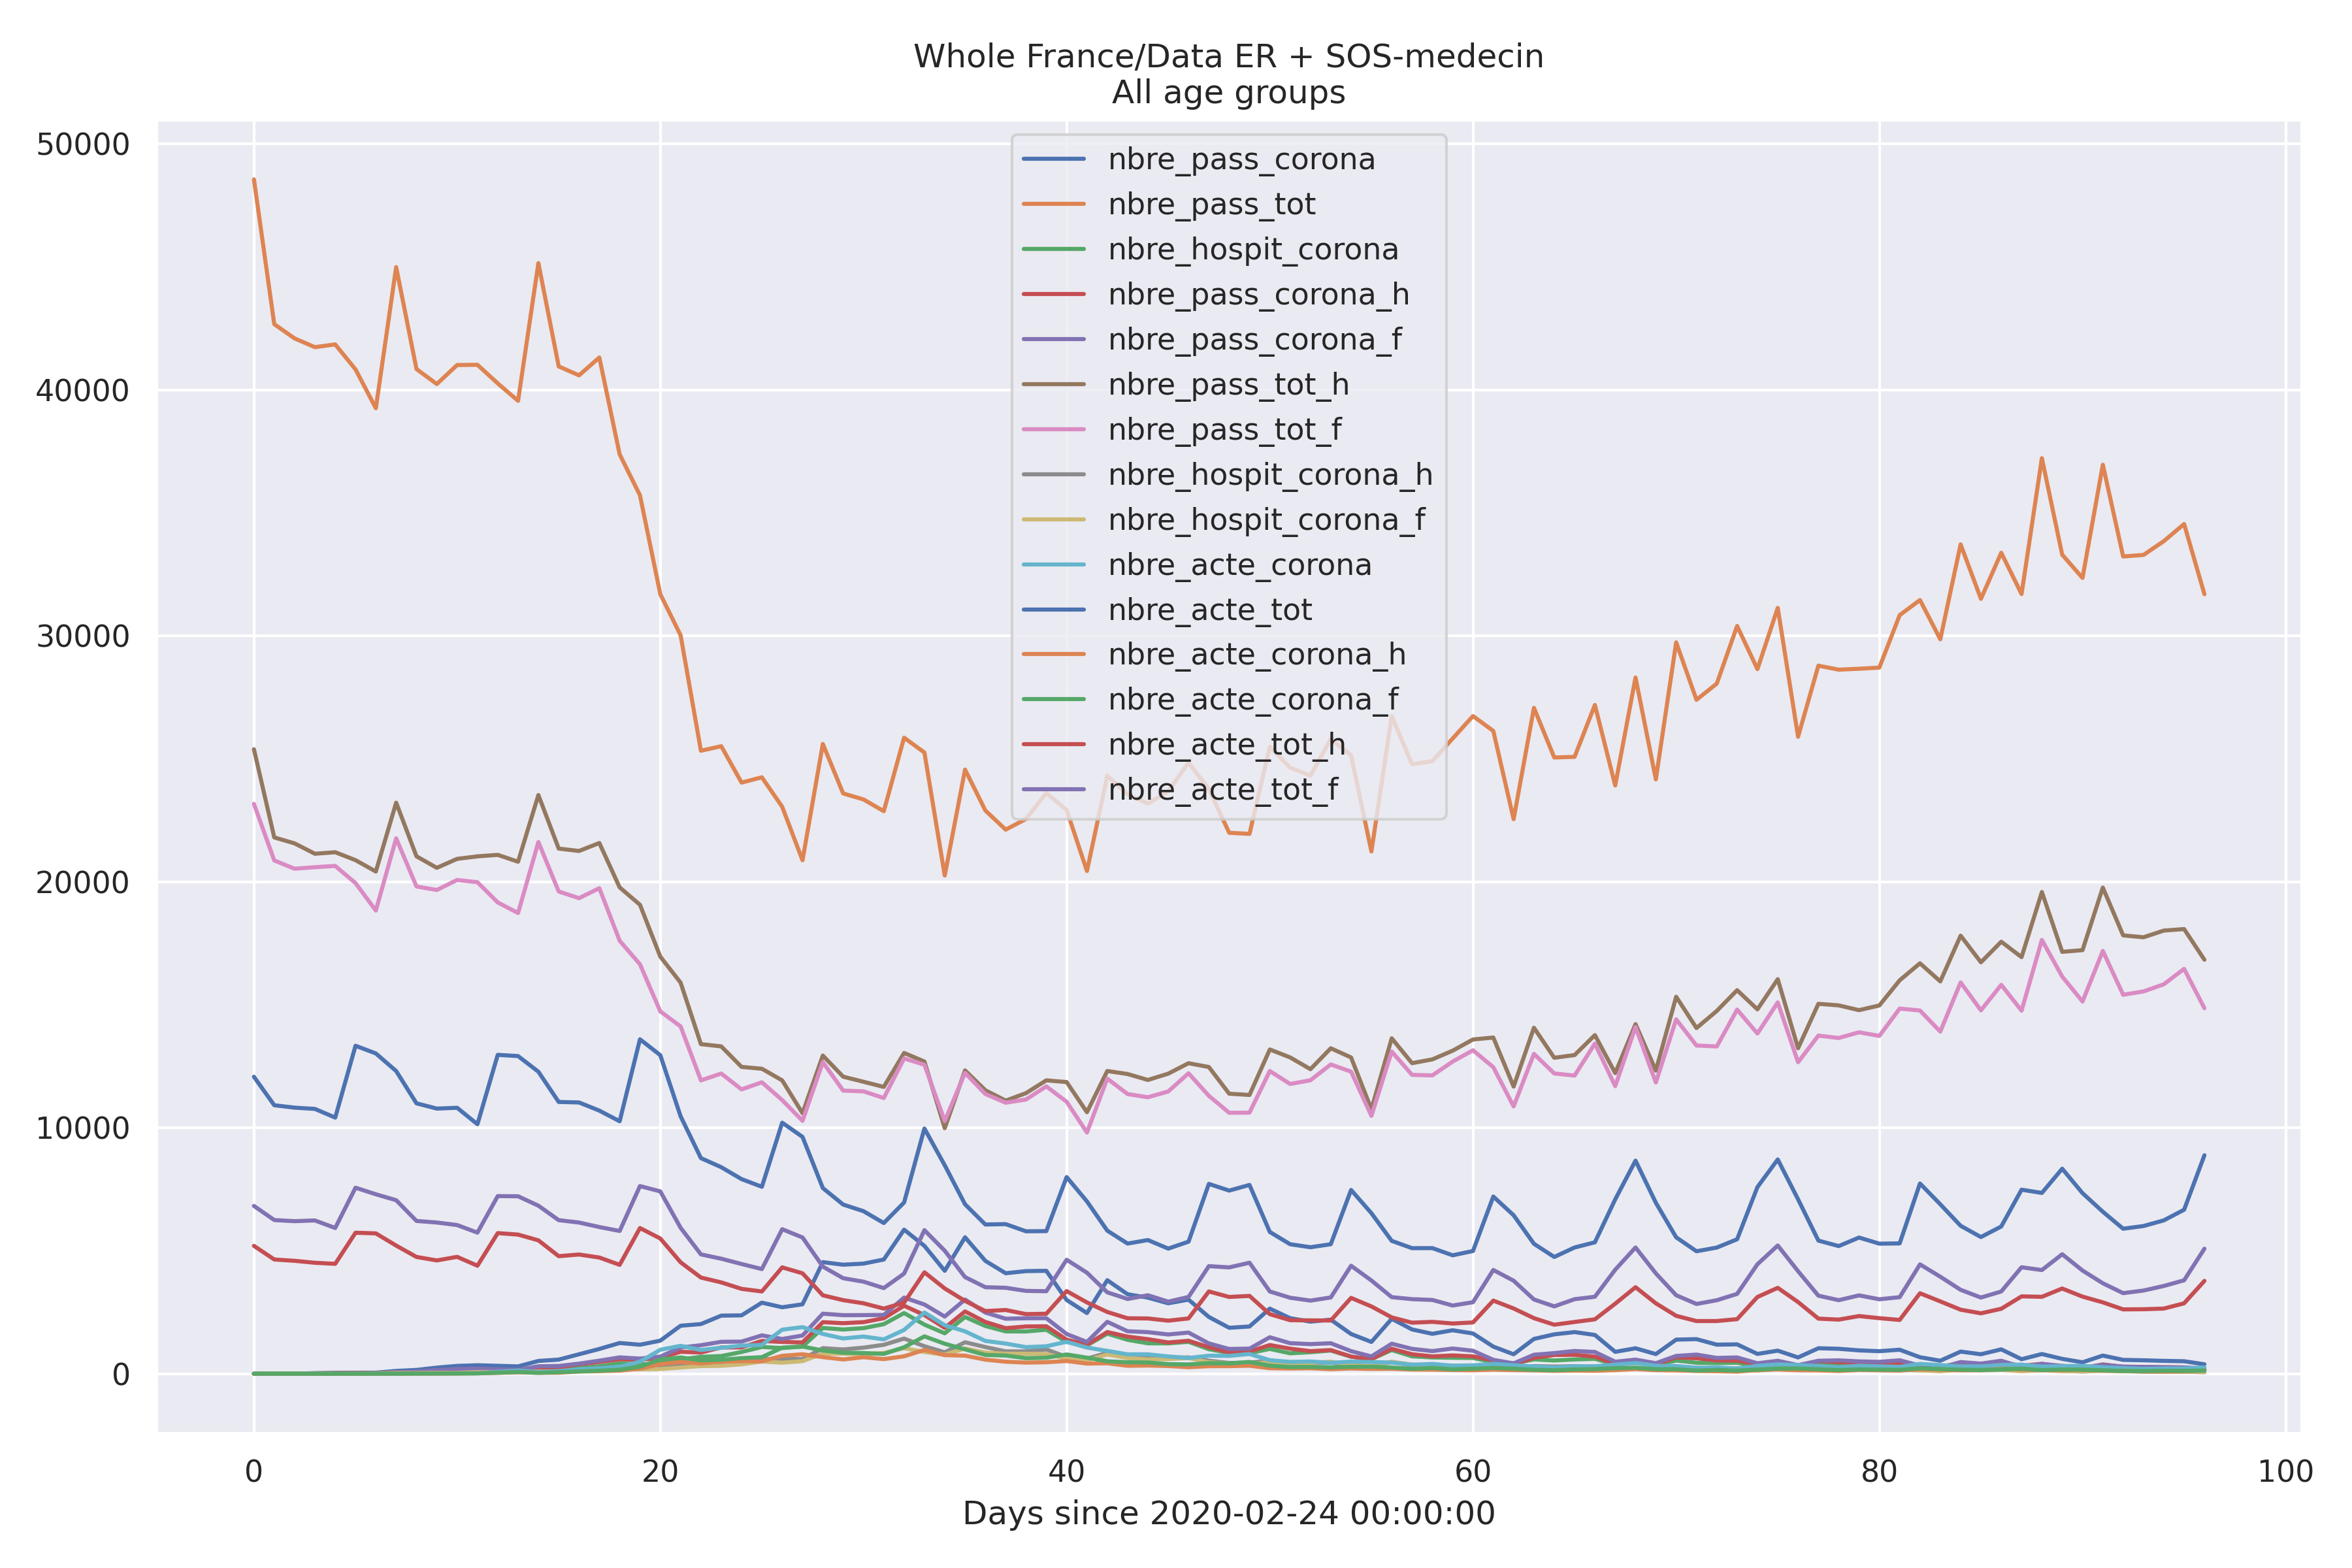 Whole France/Data ER + SOS-medecin
All age groups
50000
40000
30000
20000
10000
0
nbre_pass_corona
nbre_pass_tot
nbre_hospit_corona
nbre_pass_corona_h
nbre_pass_corona_f
nbre_pass_tot_h
nbre_pass_tot_f
nbre_hospit_corona_h
nbre_hospit_corona_f
nbre_acte_corona
nbre_acte_tot
nbre_acte_corona_h
nbre_acte_corona_f
nbre_acte_tot_h
nbre_acte_tot_f
0 20 40 60 80 100
Days since 2020-02-24 00:00:00